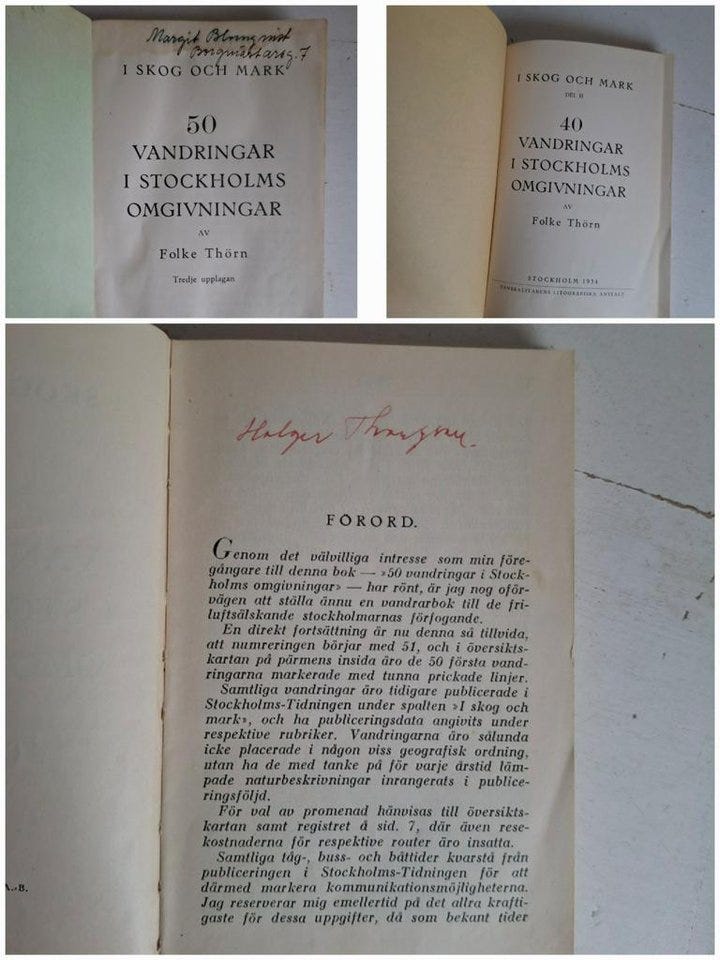 Margit Blomqvist
Borgmästarg. 7
I SKOG OCH MARK
50
VANDRINGAR
I STOCKHOLMS
OMGIVNINGAR
AV
Folke Thörn
Tredje upplagan
I SKOG OCH MARK
DEL II
40
VANDRINGAR
I STOCKHOLMS
OMGIVNINGAR
AV
Folke Thörn
STOCKHOLM 1934
GENERALSTABENS LITOGRAFISKA ANSTALT
Holger
FÖRORD.
Genom det välvilliga intresse som min före-
gångare till denna bok — »50 vandringar i Stock-
holms omgivningar» — har rönt, är jag nog oför-
vägen att ställa ännu en vandrarbok till de fri-
luftsälskande stockholmarnas förfogande.
En direkt fortsättning är nu denna så tillvida,
att numreringen börjar med 51, och i översikts-
kartan på pärmens insida äro de 50 första vand-
ringarna markerade med tunna prickade linjer.
Samtliga vandringar äro tidigare publicerade i
Stockholms-Tidningen under spalten »I skog och
mark», och ha publiceringsdata angivits under
respektive rubriker. Vandringarna äro sålunda
icke placerade i någon viss geografisk ordning,
utan ha de med tanke på för varje årstid läm-
pade naturbeskrivningar inrangerats i publice-
ringsföljd.
För val av promenad hänvisas till översikts-
kartan samt registret å sid. 7, där även rese-
kostnaderna för respektive router äro insatta.
Samtliga tåg-, buss- och båttider kvarstå från
publiceringen i Stockholms-Tidningen för att
därmed markera kommunikationsmöjligheterna.
Jag reserverar mig emellertid på det allra krafti-
gaste för dessa uppgifter, då som bekant tider
A.-B.